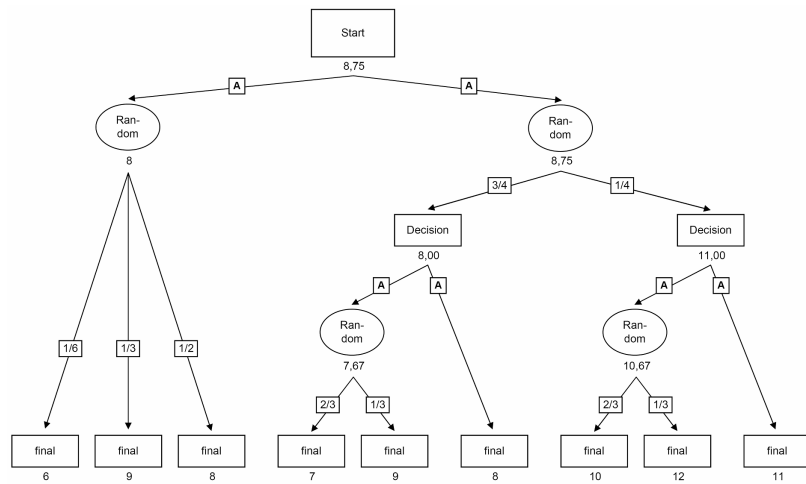 Start
8,75
A
A
Ran-
dom
8
Ran-
dom
8,75
3/4
1/4
Decision
8,00
Decision
11,00
A
A
A
A
Ran-
dom
7,67
Ran-
dom
10,67
1/6
1/3
1/2
2/3
1/3
2/3
1/3
final
final
final
final
final
final
final
final
final
6
9
8
7
9
8
10
12
11